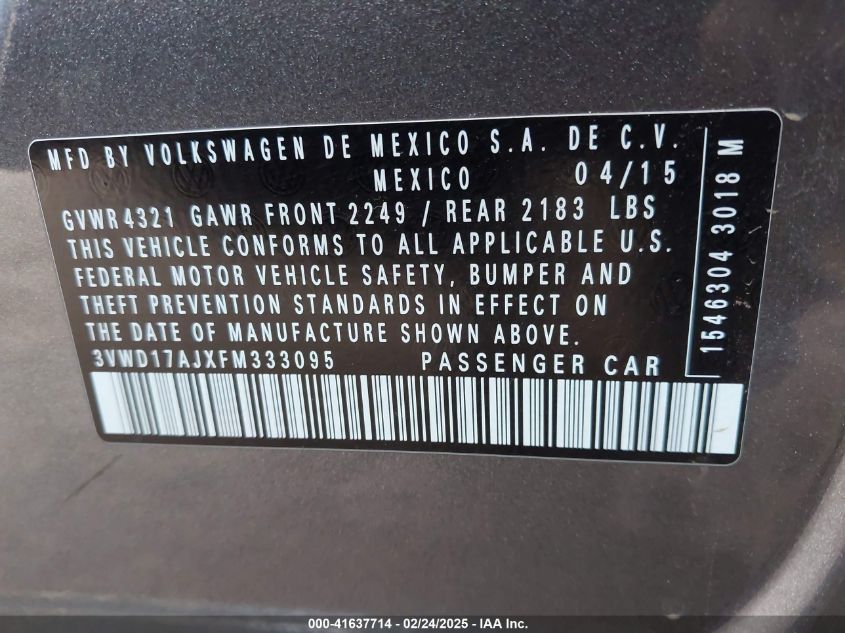 MFD BY VOLKSWAGEN DE MEXICO S.A. DE C.V.
MEXICO 04/15
GVWR 4321 GAWR FRONT 2249 / REAR 2183 LBS
THIS VEHICLE CONFORMS TO ALL APPLICABLE U.S.
FEDERAL MOTOR VEHICLE SAFETY, BUMPER AND
THEFT PREVENTION STANDARDS IN EFFECT ON
THE DATE OF MANUFACTURE SHOWN ABOVE.
3VWD17AJXFM333095 PASSENGER CAR
1546304 3018 M
000-41637714 - 02/24/2025 - IAA Inc.